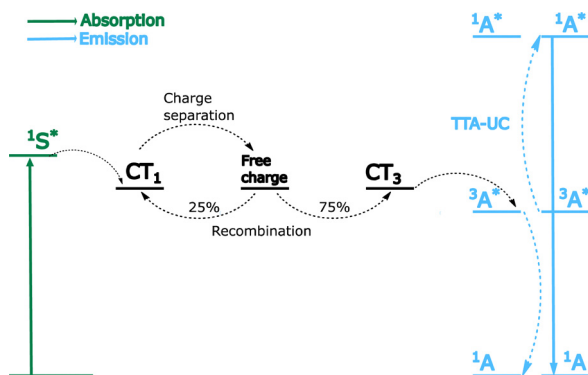 Absorption
Emission
¹A*
¹A*
Charge
separation
TTA-UC
¹S*
CT₁
Free
charge
CT₃
³A*
³A*
25%
75%
Recombination
¹A
¹A